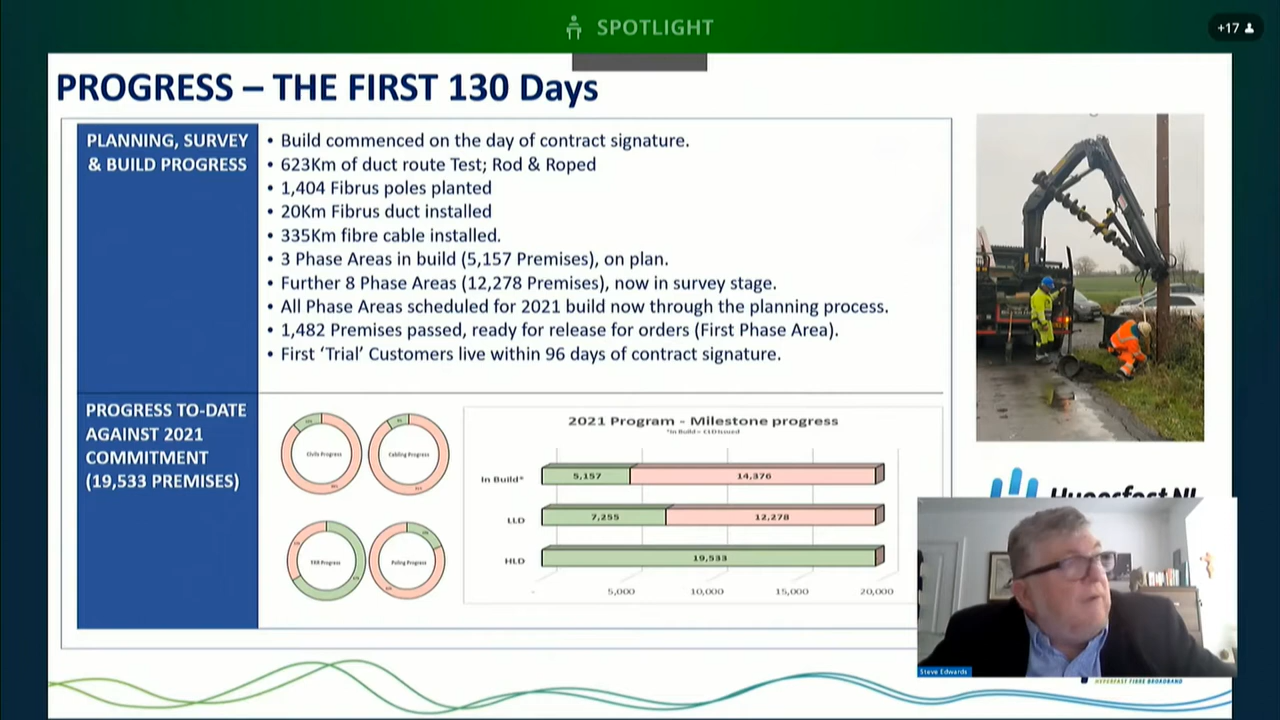 SPOTLIGHT
+17
PROGRESS – THE FIRST 130 Days
PLANNING, SURVEY
& BUILD PROGRESS
• Build commenced on the day of contract signature.
• 623Km of duct route Test; Rod & Roped
• 1,404 Fibrus poles planted
• 20Km Fibrus duct installed
• 335Km fibre cable installed.
• 3 Phase Areas in build (5,157 Premises), on plan.
• Further 8 Phase Areas (12,278 Premises), now in survey stage.
• All Phase Areas scheduled for 2021 build now through the planning process.
• 1,482 Premises passed, ready for release for orders (First Phase Area).
• First ‘Trial’ Customers live within 96 days of contract signature.
PROGRESS TO-DATE
AGAINST 2021
COMMITMENT
(19,533 PREMISES)
Civils Progress
Cabling Progress
Poling Progress
2021 Program - Milestone progress
*In Build = CLD Issued
In Build*
5,157
14,376
LLD
7,255
12,278
HLD
19,533
-
5,000
10,000
15,000
20,000
Steve Edwards
HYPERFAST FIBRE BROADBAND